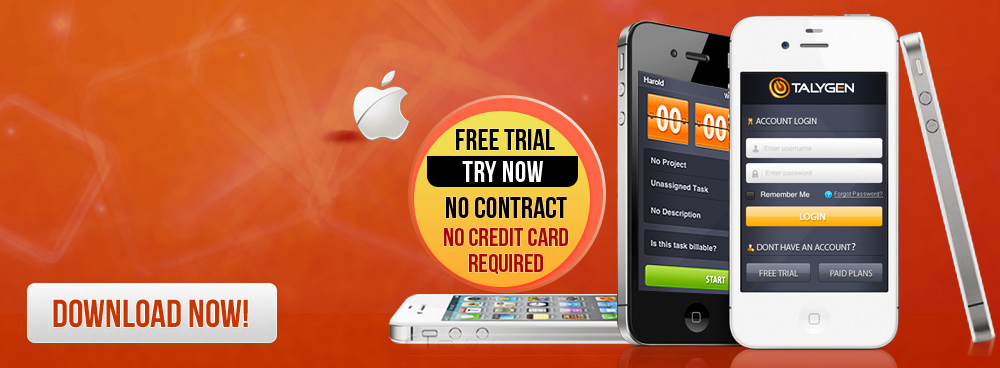 FREE TRIAL
TRY NOW
NO CONTRACT
NO CREDIT CARD
REQUIRED
DOWNLOAD NOW!
Harold
00 00
No Project
Unassigned Task
No Description
Is this task billable?
START
TALYGEN
ACCOUNT LOGIN
Enter username
Enter password
Remember Me
Forgot Password?
LOGIN
DONT HAVE AN ACCOUNT?
FREE TRIAL
PAID PLANS